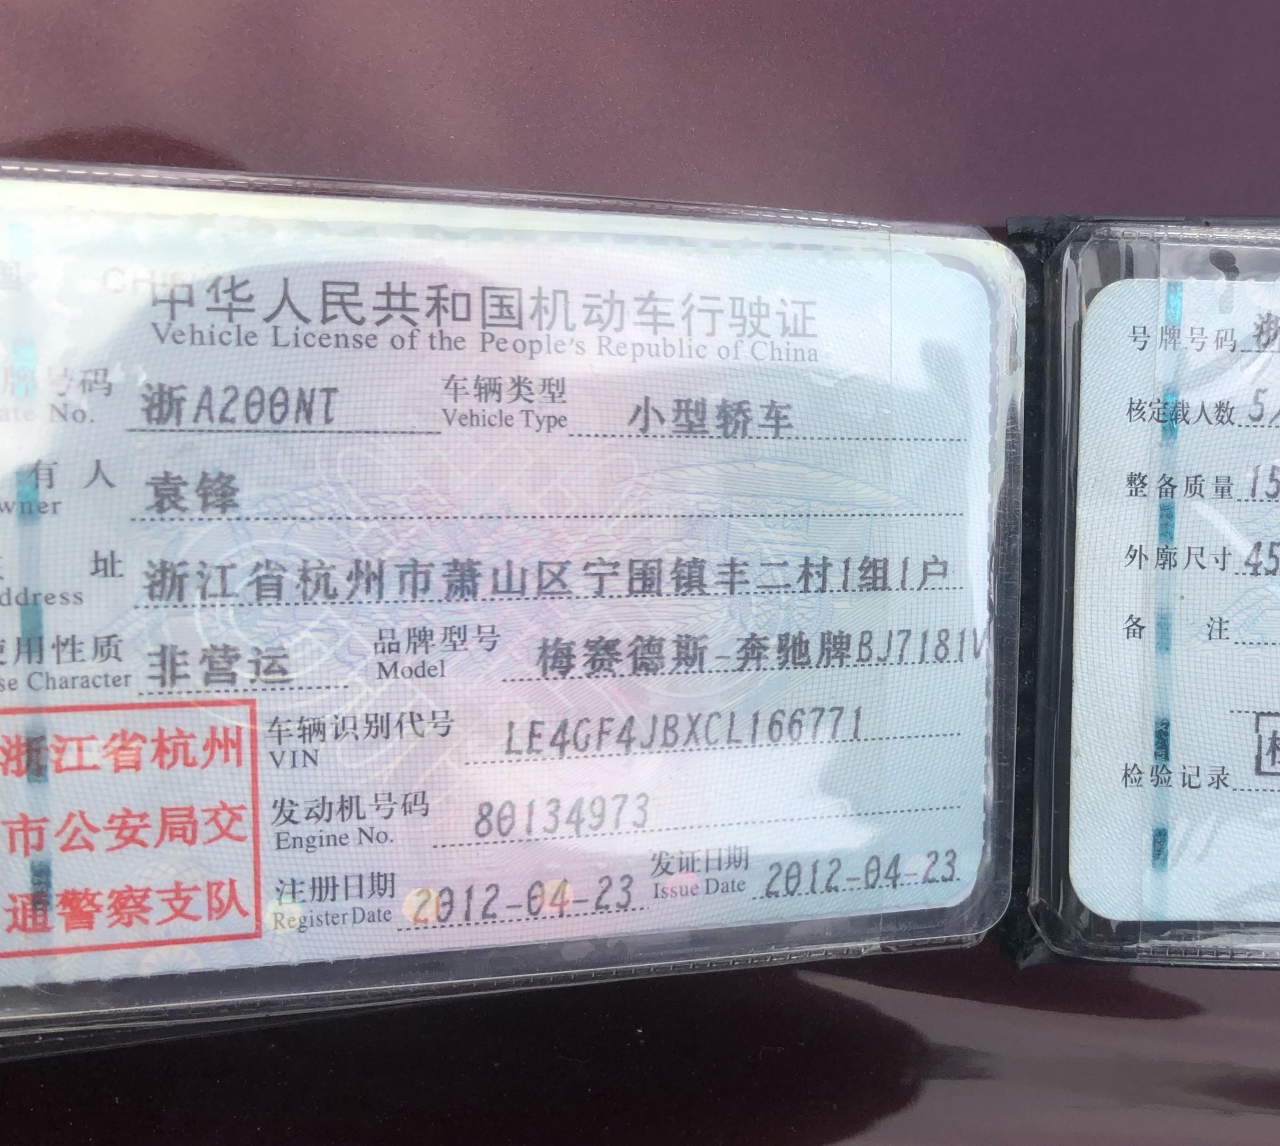 CH
中华人民共和国机动车行驶证
Vehicle License of the People's Republic of China
牌号码 浙A200NT 车辆类型 小型轿车
ate No. Vehicle Type
有人 袁锋
wner
址 浙江省杭州市萧山区宁围镇丰二村1组1户
ddress
使用性质 非营运 品牌型号 梅赛德斯-奔驰牌BJ7181V
se Character Model
浙江省杭州
市公安局交
通警察支队
车辆识别代号 LE4GF4JBXCL166771
VIN
发动机号码 80134973
Engine No.
注册日期 2012-04-23 发证日期 2012-04-23
Register Date Issue Date
号牌号码 浙
核定载人数 5
整备质量 15
外廓尺寸 45
备注
检验记录